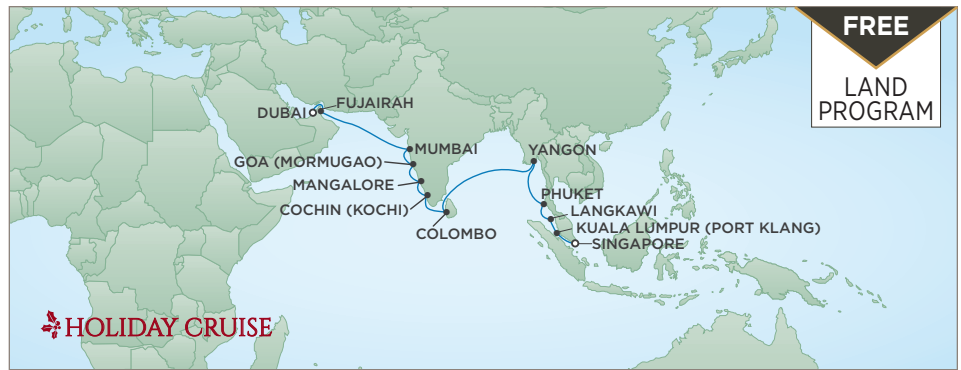 FREE
LAND
PROGRAM
DUBAI
FUJAIRAH
MUMBAI
GOA (MORMUGAO)
MANGALORE
COCHIN (KOCHI)
COLOMBO
YANGON
PHUKET
LANGKAWI
KUALA LUMPUR (PORT KLANG)
SINGAPORE
HOLIDAY CRUISE